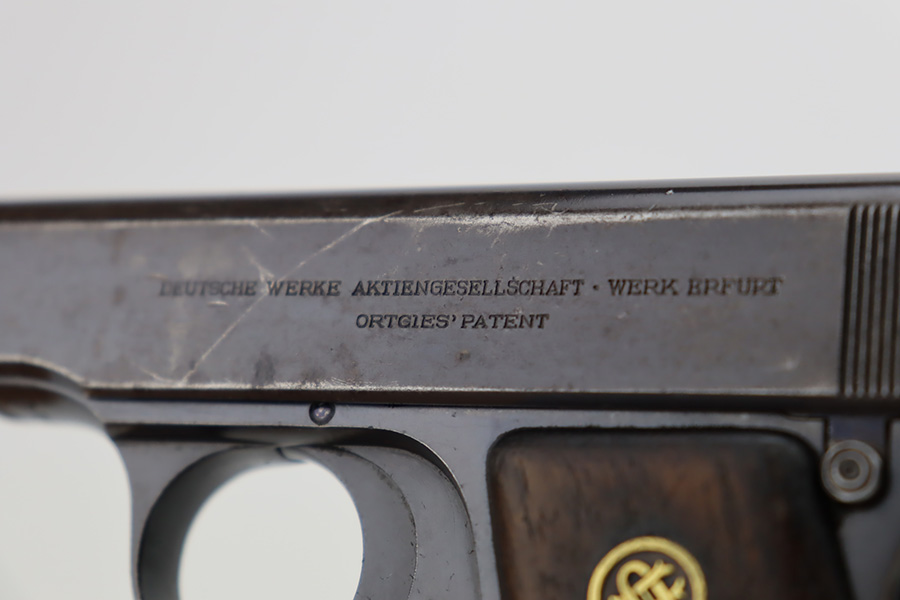 DEUTSCHE WERKE AKTIENGESELLSCHAFT · WERK ERFURT
ORTGIES' PATENT